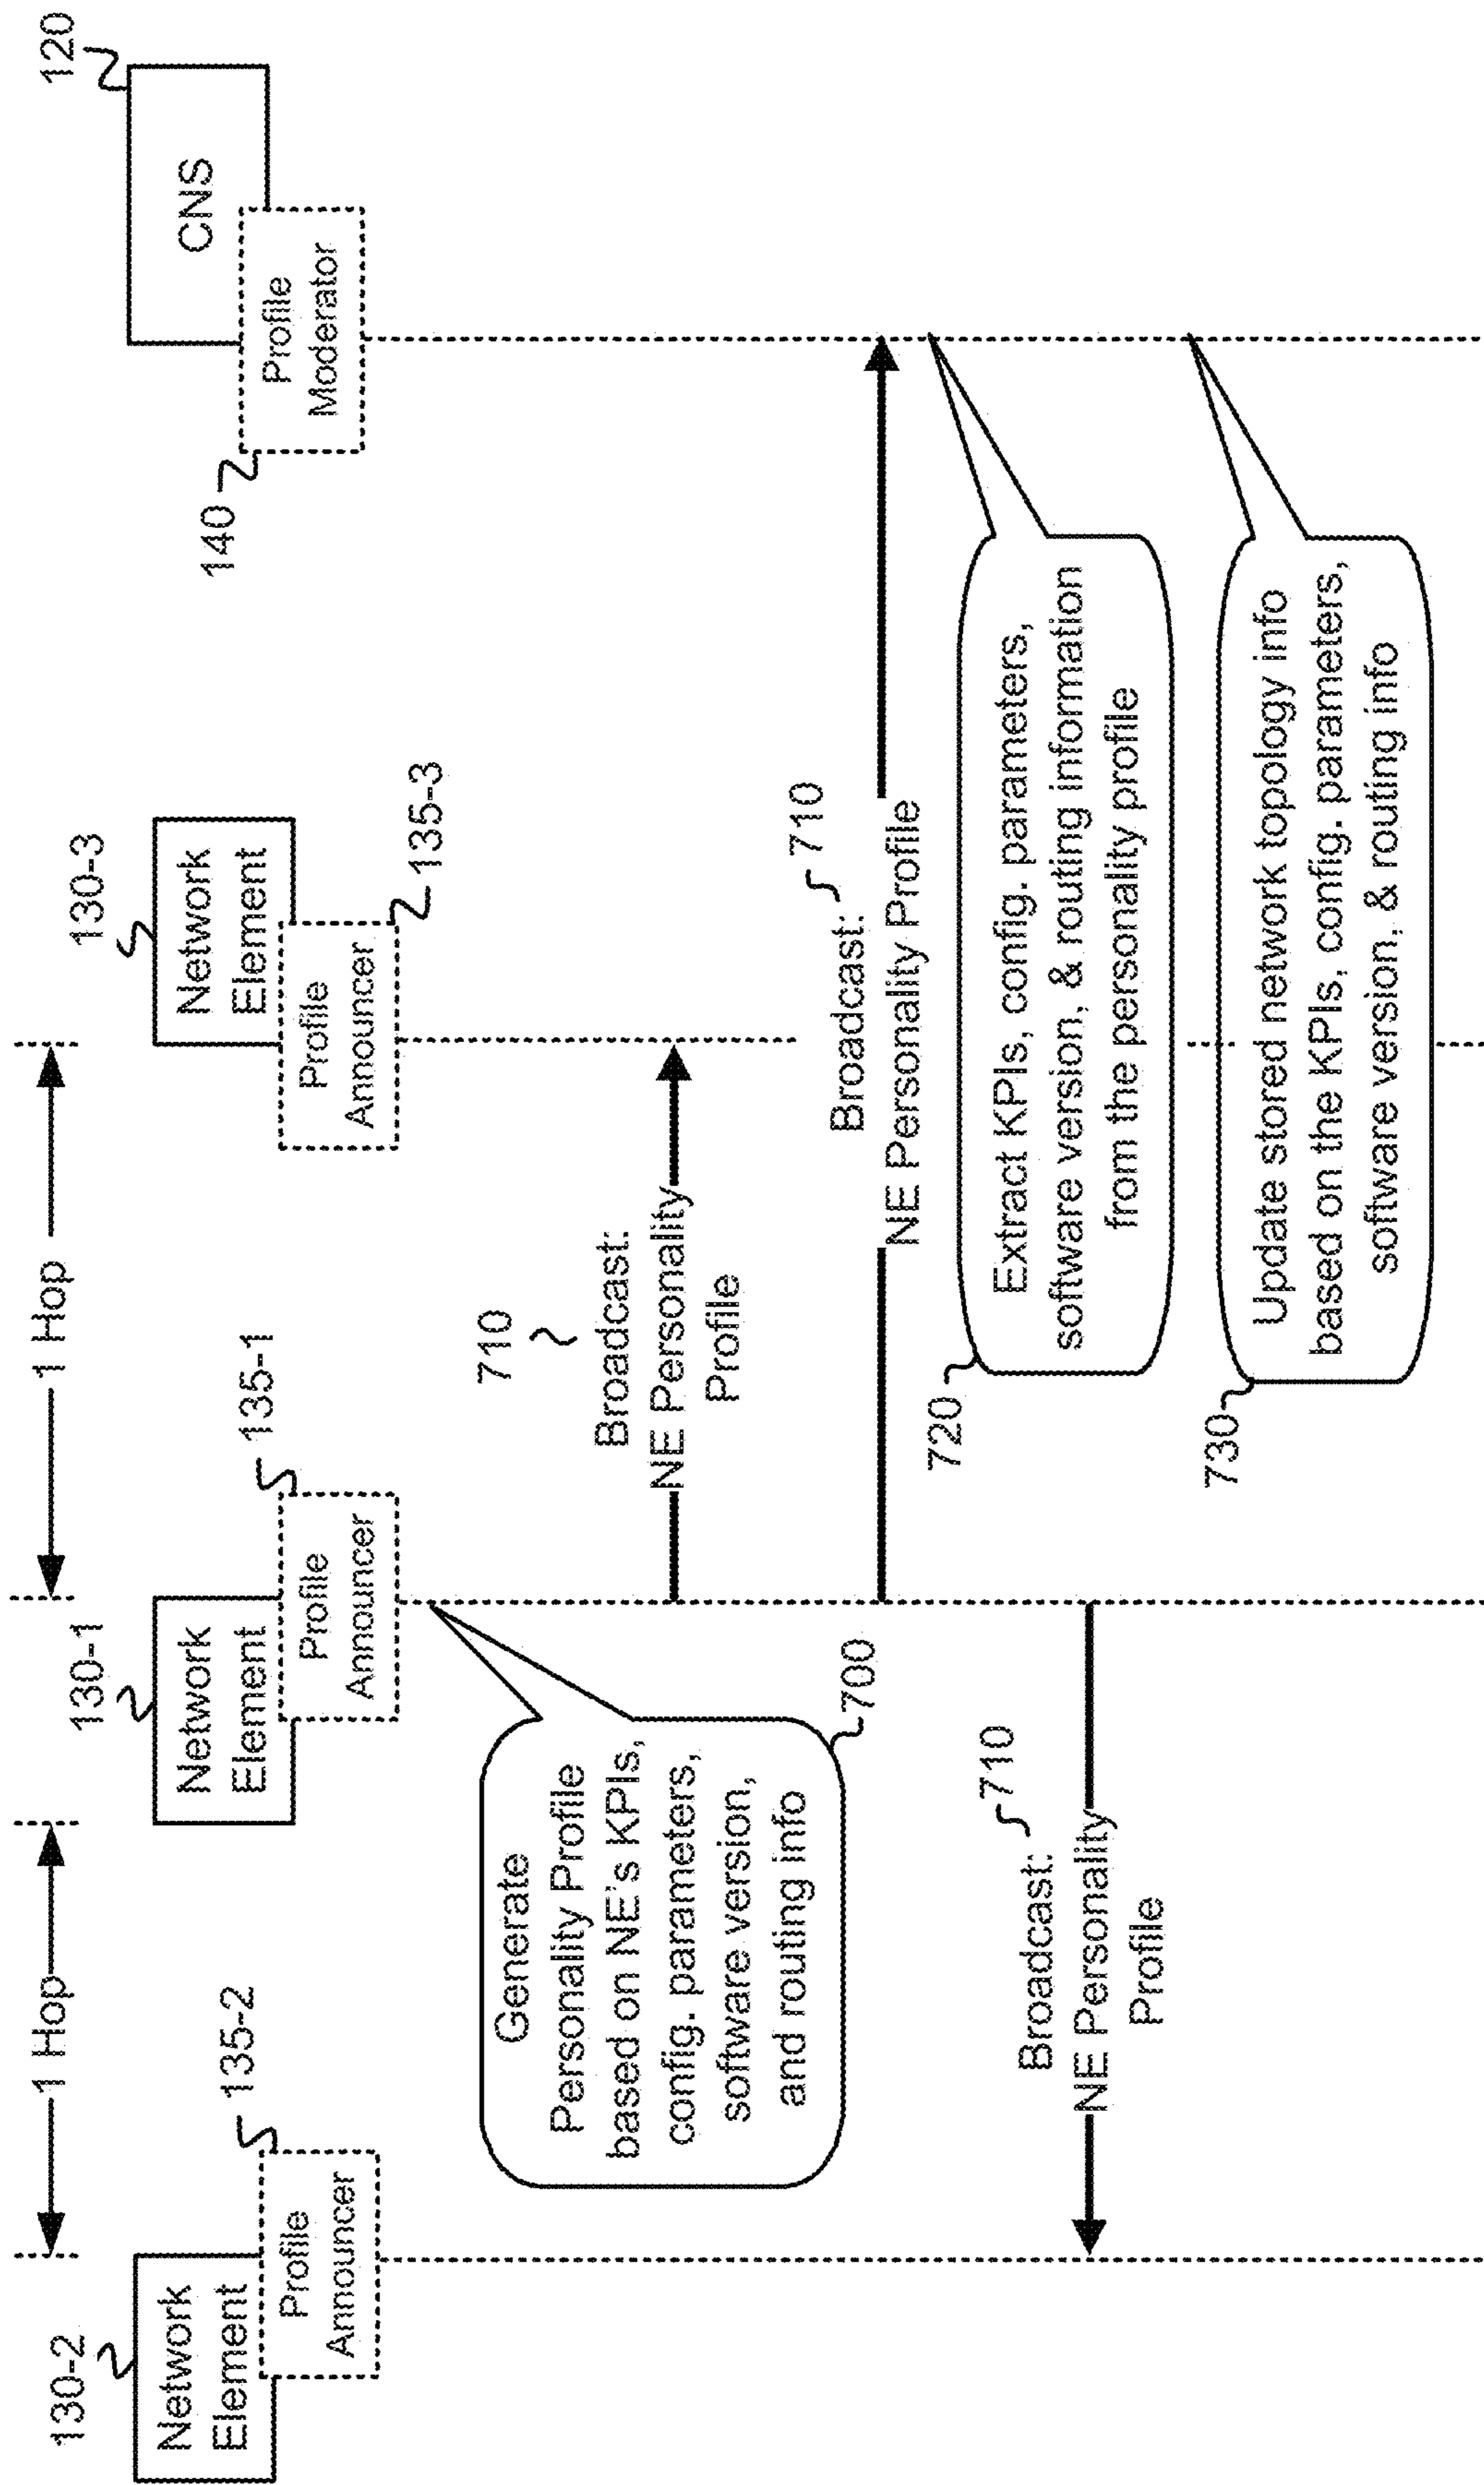 1 Hop
1 Hop
130-2
Network
Element
Profile
Announcer
135-2
130-1
Network
Element
Profile
Announcer
135-1
130-3
Network
Element
Profile
Announcer
135-3
120
CNS
Profile
Moderator
140
Generate
Personality Profile
based on NE's KPIs,
config. parameters,
software version,
and routing info
700
710
Broadcast:
NE Personality
Profile
Broadcast:
710
NE Personality Profile
720
Extract KPIs, config. parameters,
software version, & routing information
from the personality profile
Broadcast:
710
NE Personality
Profile
730
Update stored network topology info
based on the KPIs, config. parameters,
software version, & routing info